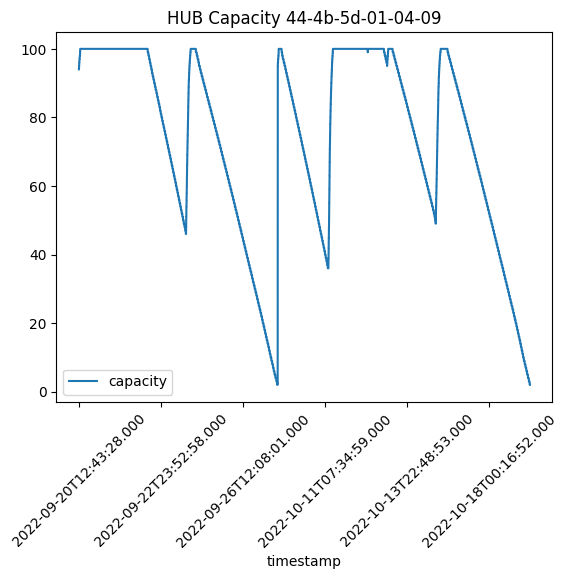 HUB Capacity 44-4b-5d-01-04-09
100
80
60
40
20
0
capacity
2022-09-20T12:43:28.000
2022-09-22T23:52:58.000
2022-09-26T12:08:01.000
2022-10-11T07:34:59.000
2022-10-13T22:48:53.000
2022-10-18T00:16:52.000
timestamp